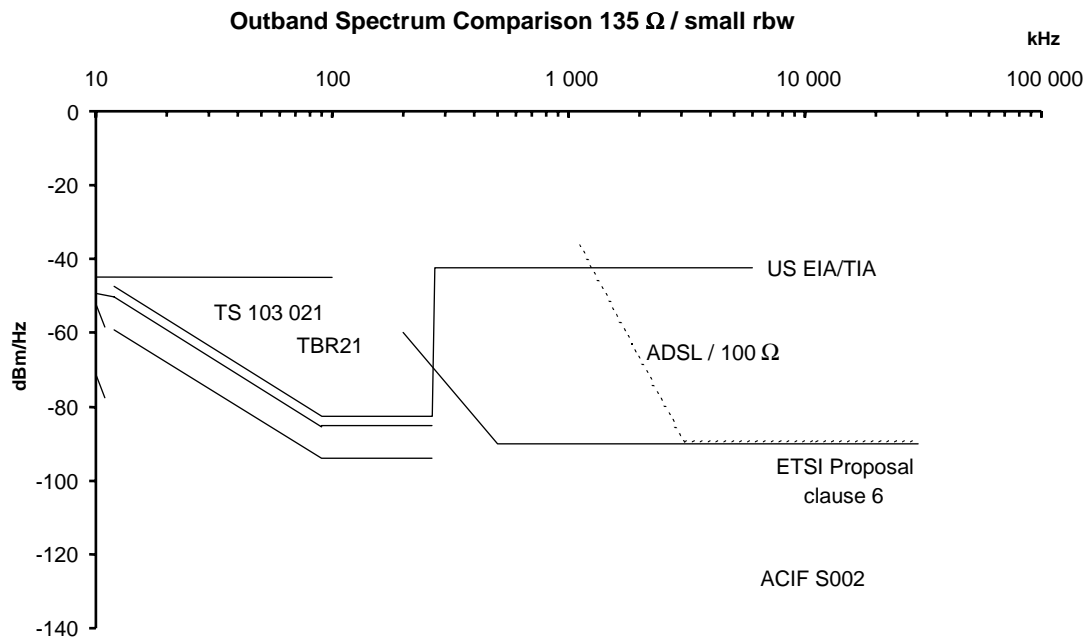 Outband Spectrum Comparison 135 Ω / small rbw
kHz
10 100 1 000 10 000 100 000
0
-20
-40
US EIA/TIA
TS 103 021
-60
TBR21
ADSL / 100 Ω
dBm/Hz
-80
ETSI Proposal
clause 6
-100
-120
ACIF S002
-140